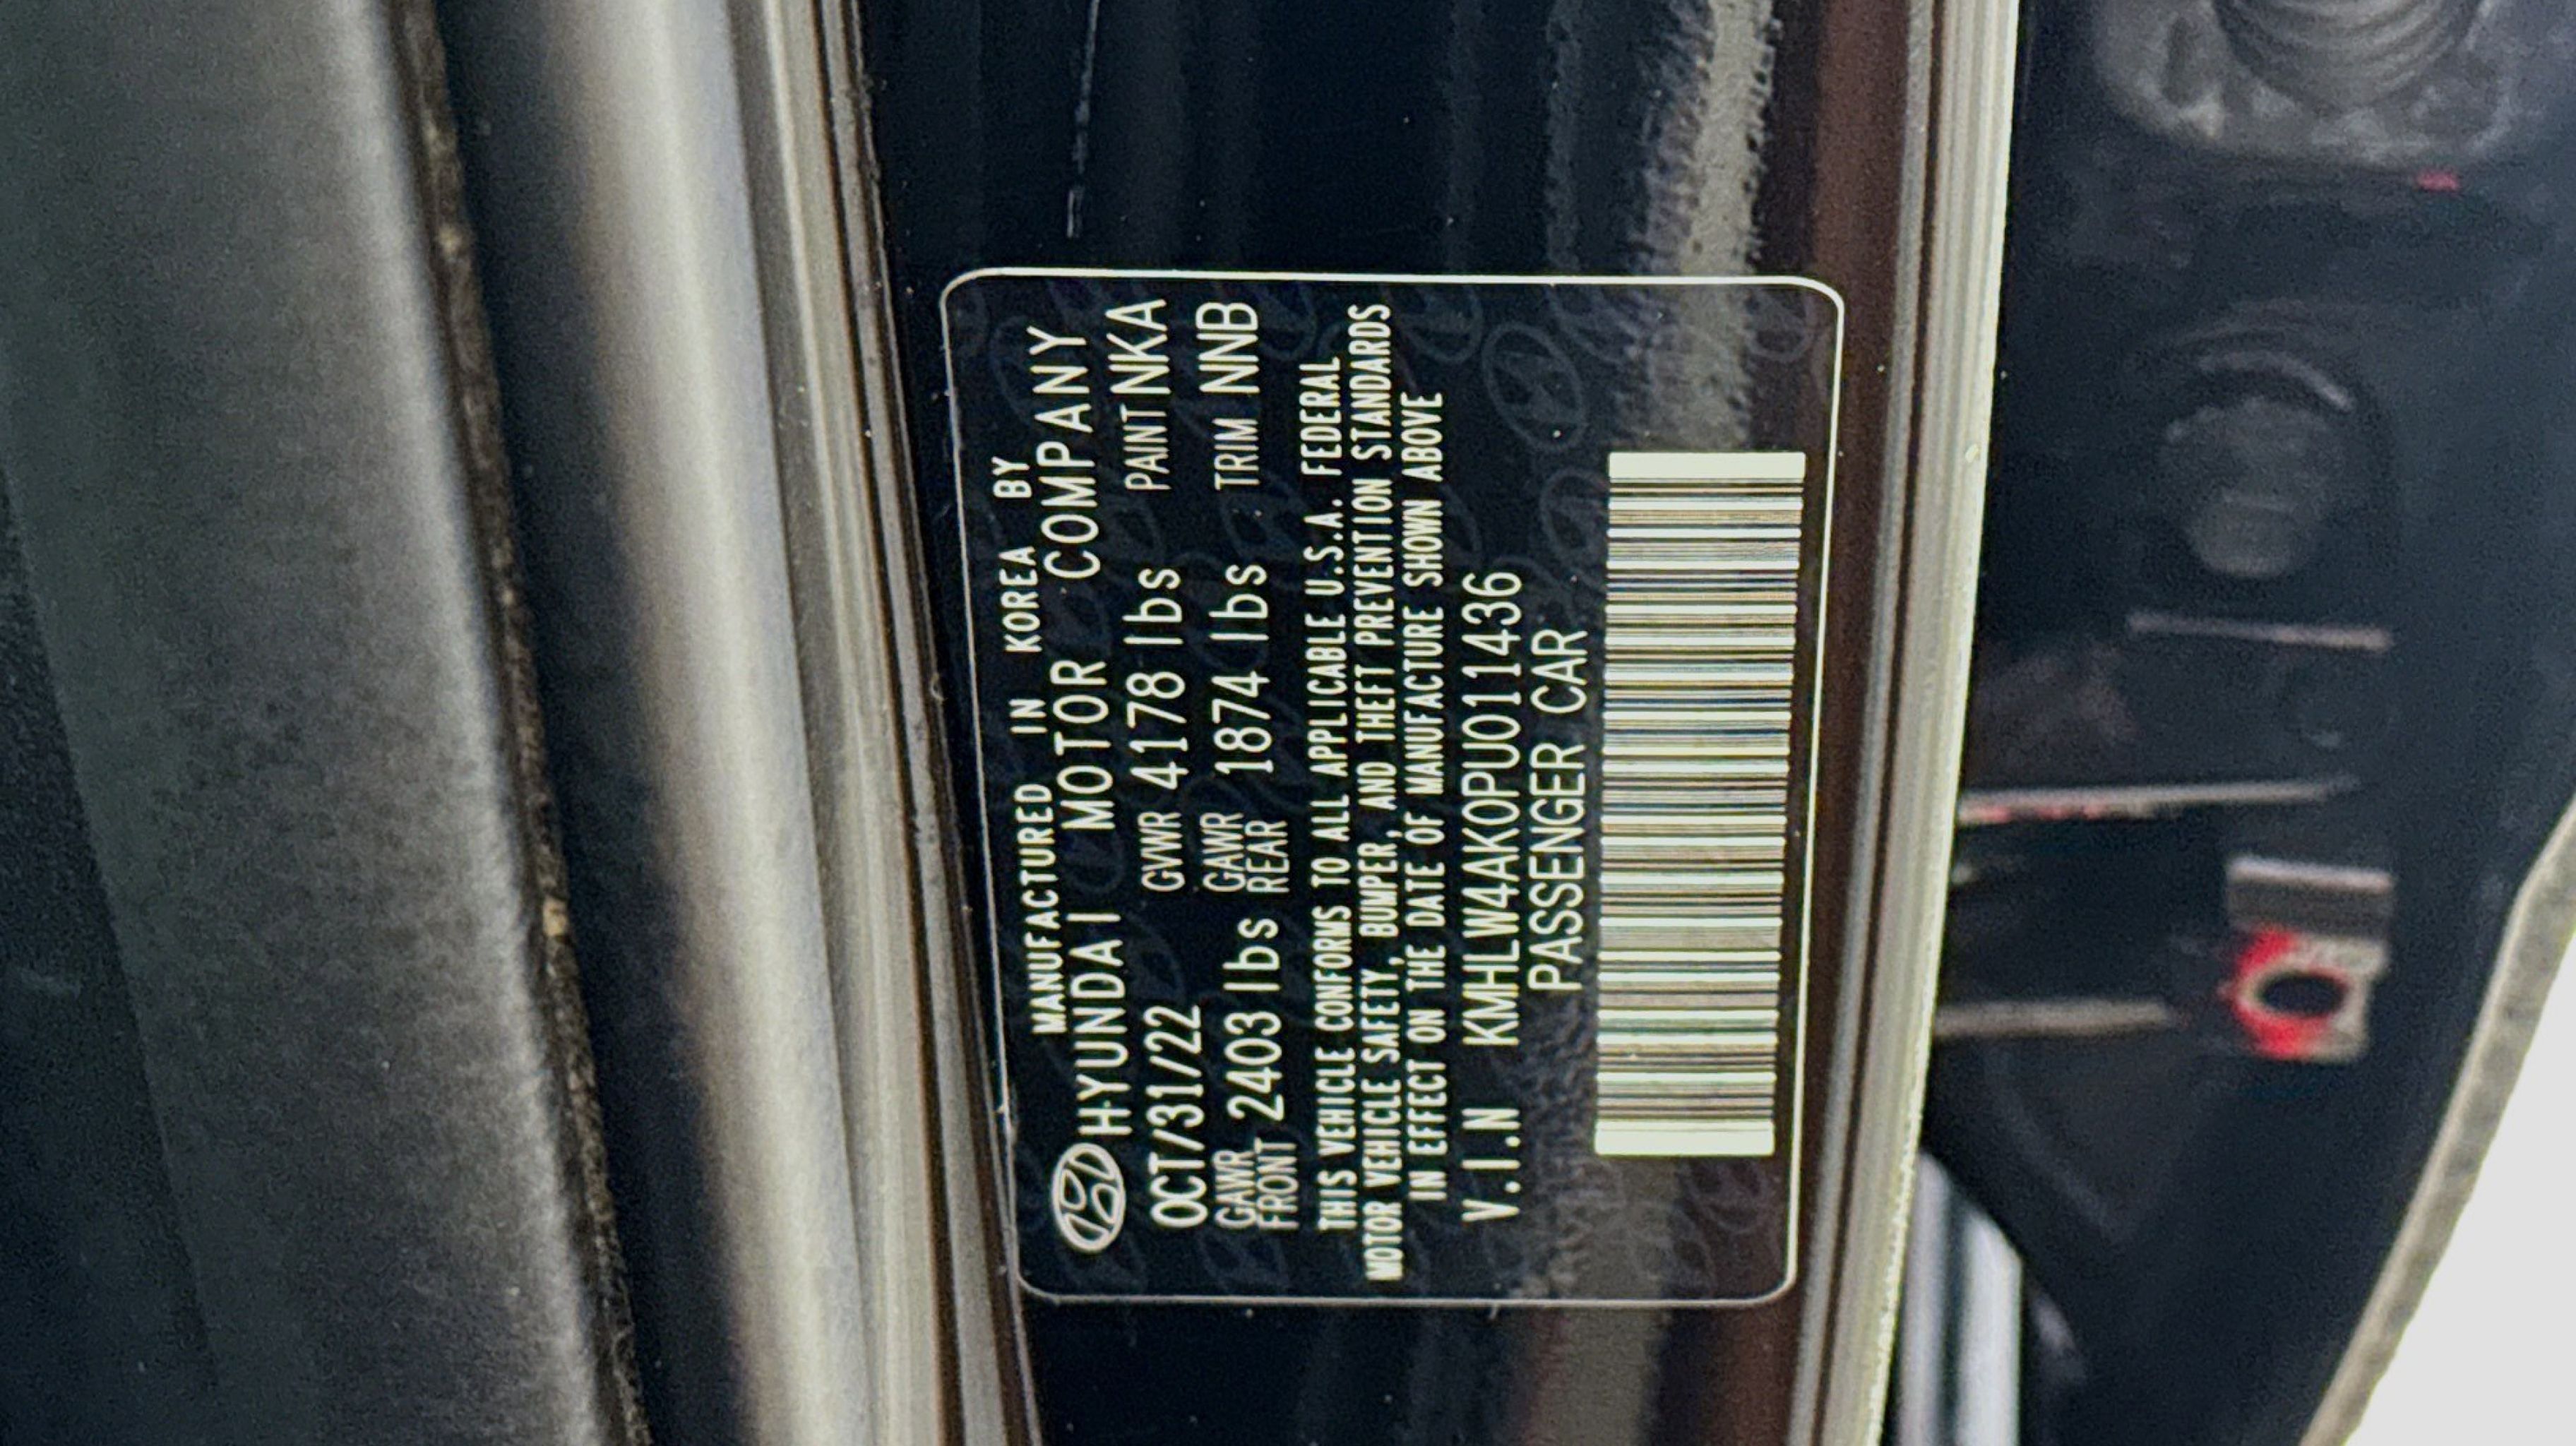 MANUFACTURED IN KOREA BY
HYUNDAI MOTOR COMPANY
OCT/31/22 GVWR 4178 lbs PAINT NKA
GAWR FRONT 2403 lbs GAWR REAR 1874 lbs TRIM NNB
THIS VEHICLE CONFORMS TO ALL APPLICABLE U.S.A. FEDERAL
MOTOR VEHICLE SAFETY, BUMPER, AND THEFT PREVENTION STANDARDS
IN EFFECT ON THE DATE OF MANUFACTURE SHOWN ABOVE
V.I.N KMHLW4AK0PU011436
PASSENGER CAR